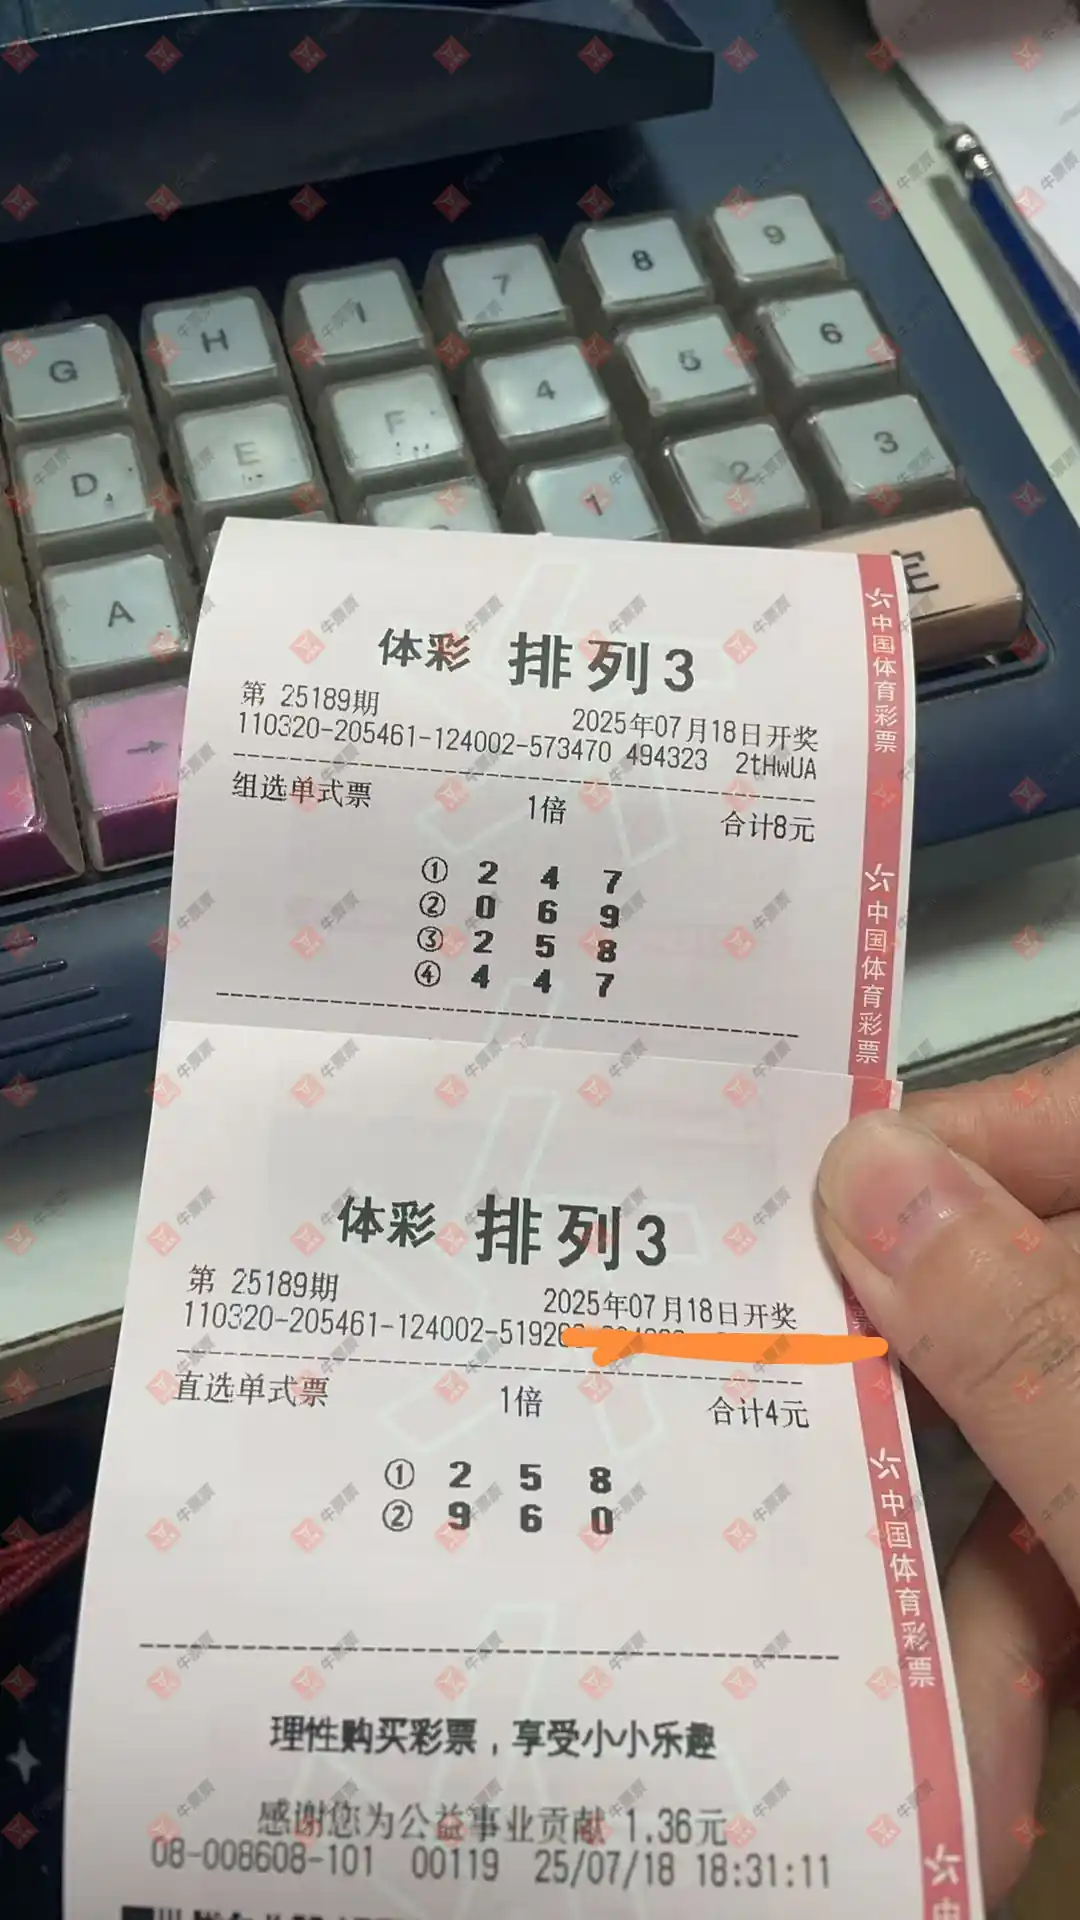 9
8
7
I
H
G
6
5
4
F
E
D
3
2
1
A
定
→
体彩 排列3
第 25189期
2025年07月18日开奖
110320-205461-124002-573470 494323 2tHwUA
组选单式票 1倍 合计8元
① 2 4 7
② 0 6 9
③ 2 5 8
④ 4 4 7
中国体育彩票
中国体育彩票
体彩 排列3
第 25189期
2025年07月18日开奖
110320-205461-124002-5192
直选单式票 1倍 合计4元
① 2 5 8
② 9 6 0
票
中国体育彩票
理性购买彩票，享受小小乐趣
感谢您为公益事业贡献 1.36元
08-008608-101 00119 25/07/18 18:31:11
中
牛票票